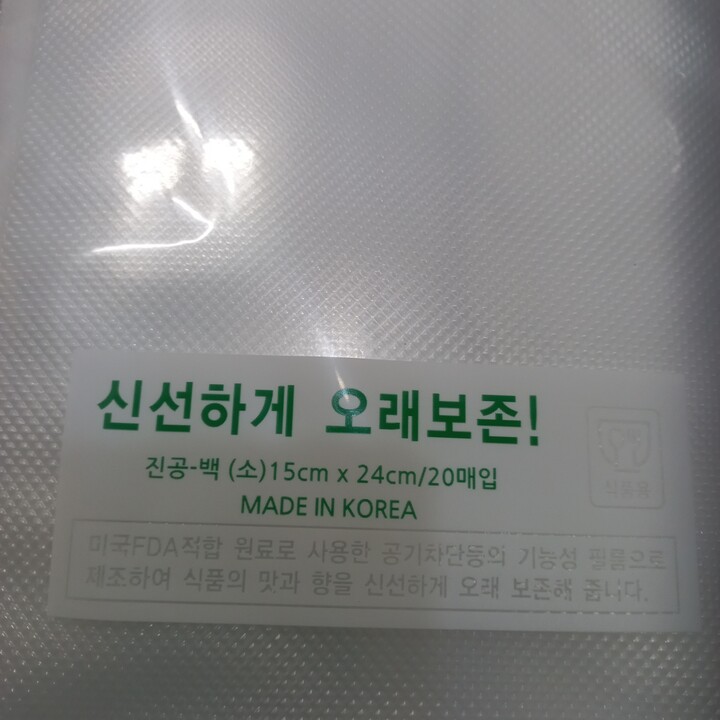 신선하게 오래보존!
진공-백 (소)15cm x 24cm/20매입
MADE IN KOREA
식품용
미국FDA적합 원료로 사용한 공기차단등의 기능성 필름으로
제조하여 식품의 맛과 향을 신선하게 오래 보존해 줍니다.